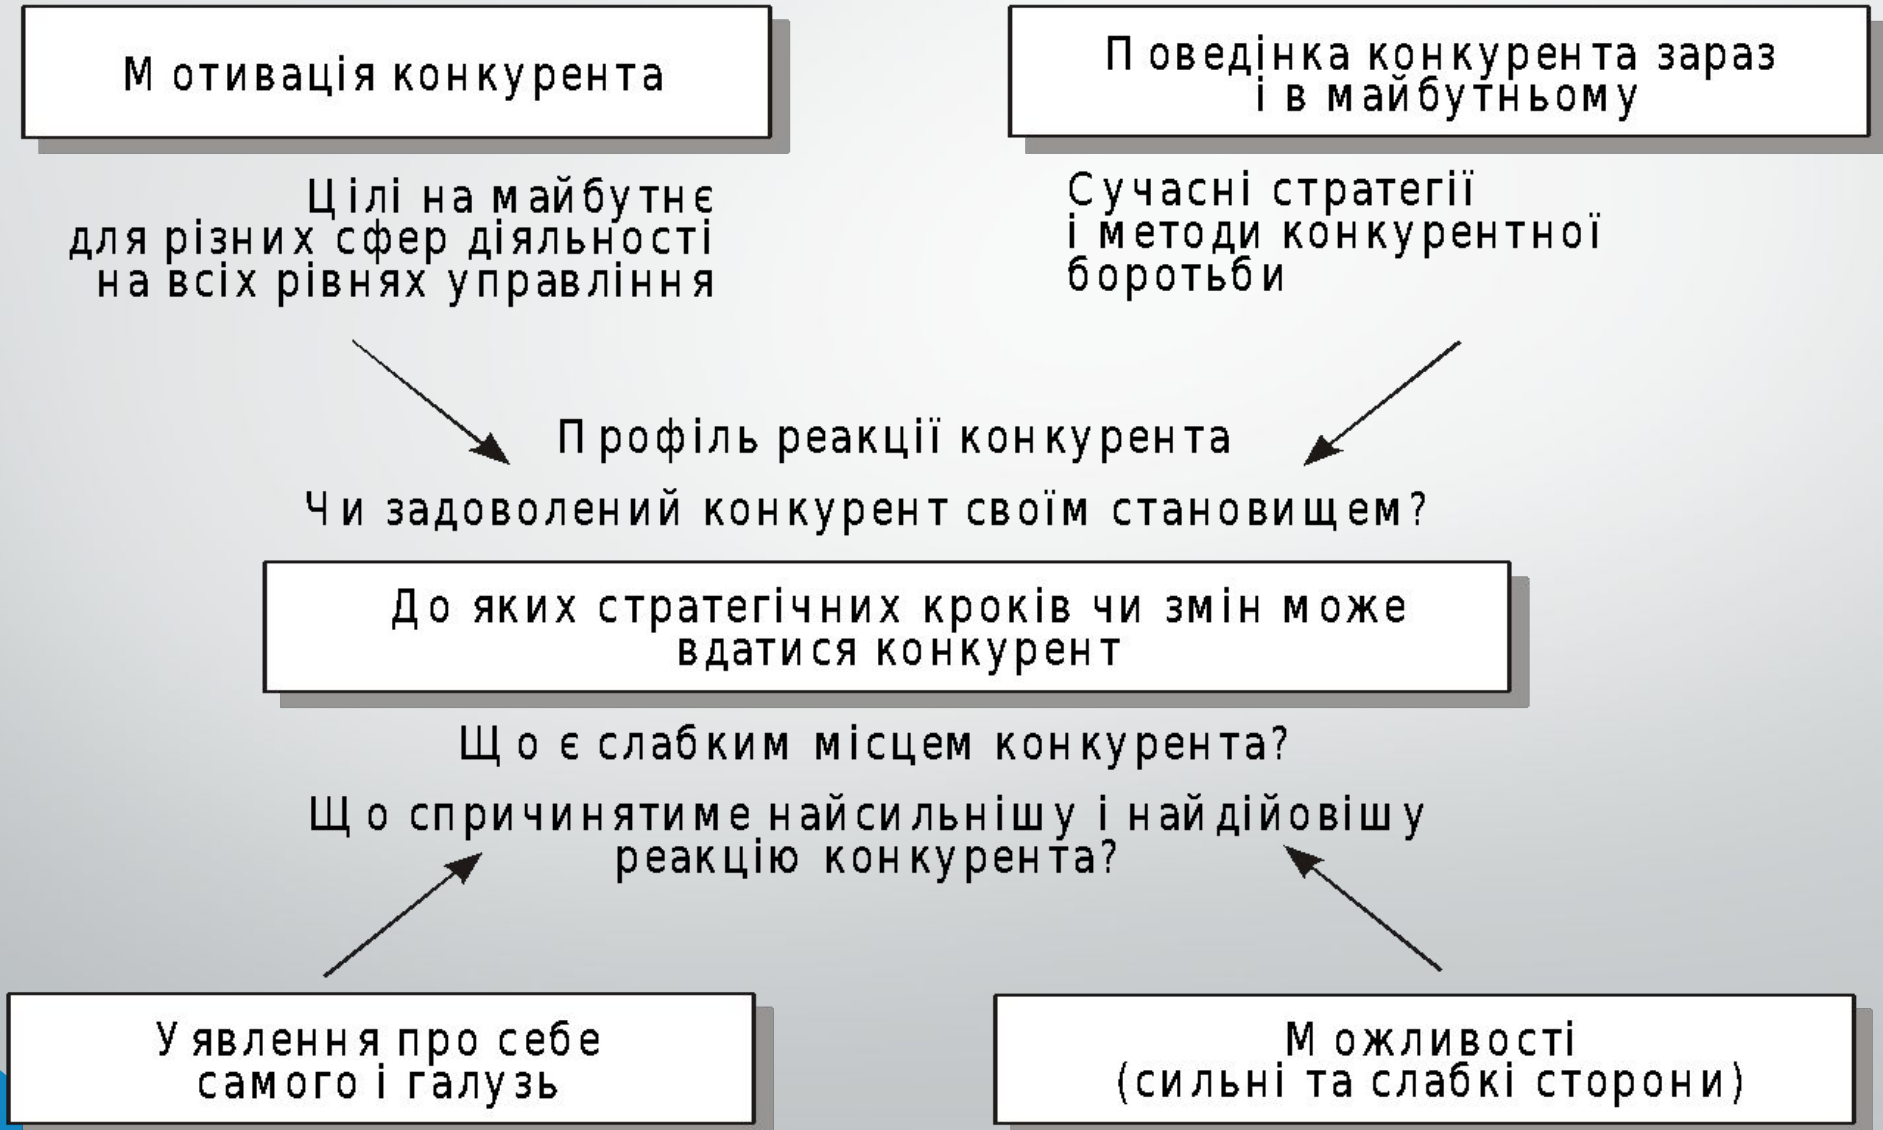 Мотивація конкурента
Поведінка конкурента зараз
і в майбутньому
Цілі на майбутнє
для різних сфер діяльності
на всіх рівнях управління
Сучасні стратегії
і методи конкурентної
боротьби
Профіль реакції конкурента
Чи задоволений конкурент своїм становищем?
До яких стратегічних кроків чи змін може
вдатися конкурент
Що є слабким місцем конкурента?
Що спричинятиме найсильнішу і найдійовішу
реакцію конкурента?
Уявлення про себе
самого і галузь
Можливості
(сильні та слабкі сторони)